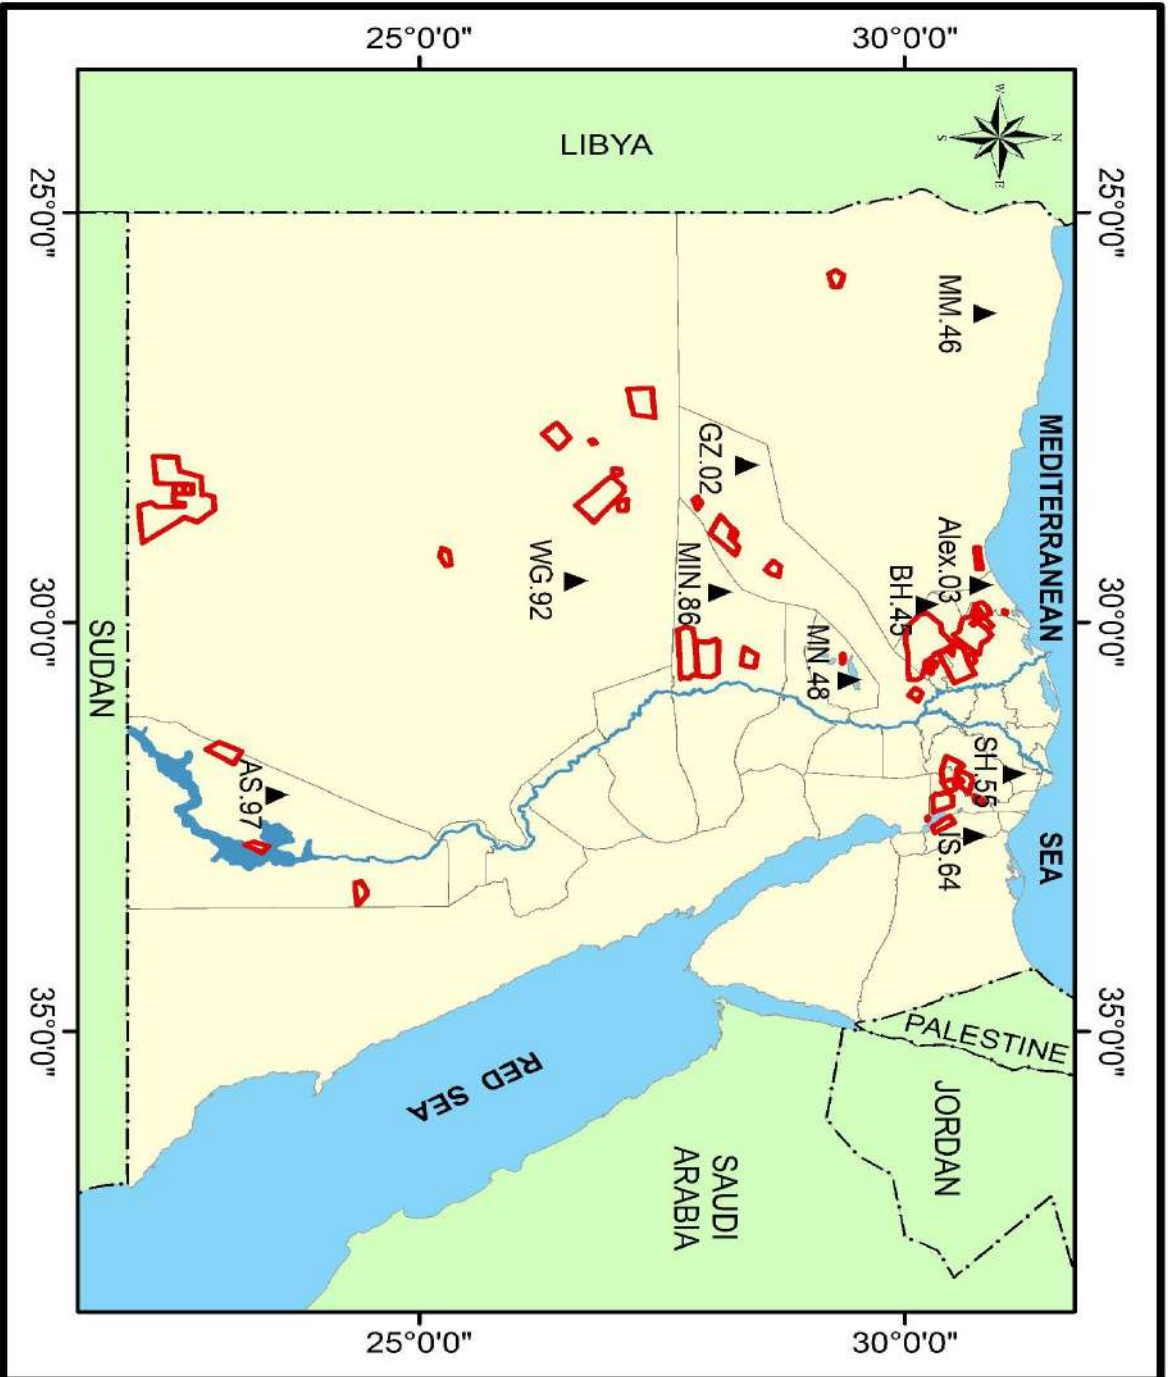 25°0'0"
30°0'0"
35°0'0"
N
W
E
S
MEDITERRANEAN SEA
30°0'0"
30°0'0"
25°0'0"
25°0'0"
MM.46
Alex.03
BH.45
SH.55
IS.64
MN.48
GZ.02
MIN.86
WG.92
AS.97
LIBYA
PALESTINE
JORDAN
SAUDI
ARABIA
RED SEA
SUDAN
25°0'0"
30°0'0"
35°0'0"